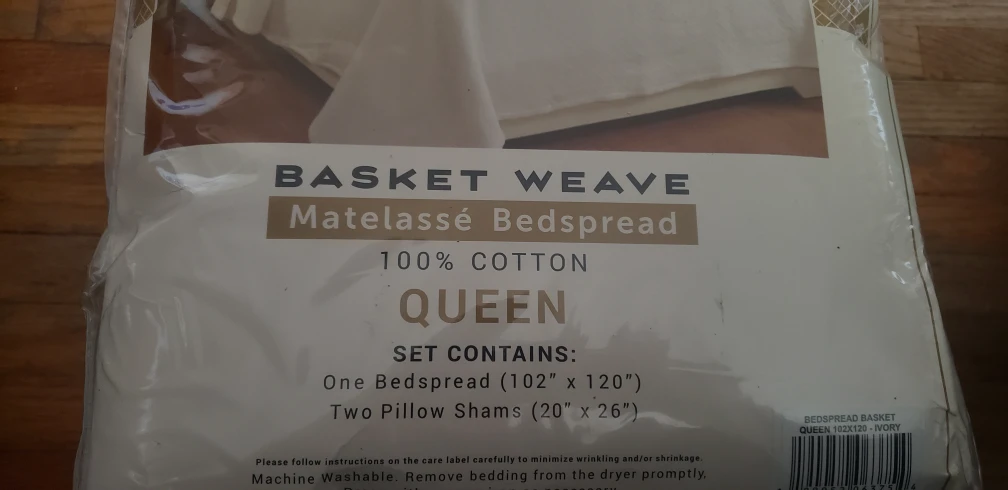 BASKET WEAVE
Matelassé Bedspread
100% COTTON
QUEEN
SET CONTAINS:
One Bedspread (102” x 120”)
Two Pillow Shams (20” x 26”)
Please follow instructions on the care label carefully to minimize wrinkling and/or shrinkage.
Machine Washable. Remove bedding from the dryer promptly.
BEDSPREAD BASKET
QUEEN 102X120 - IVORY